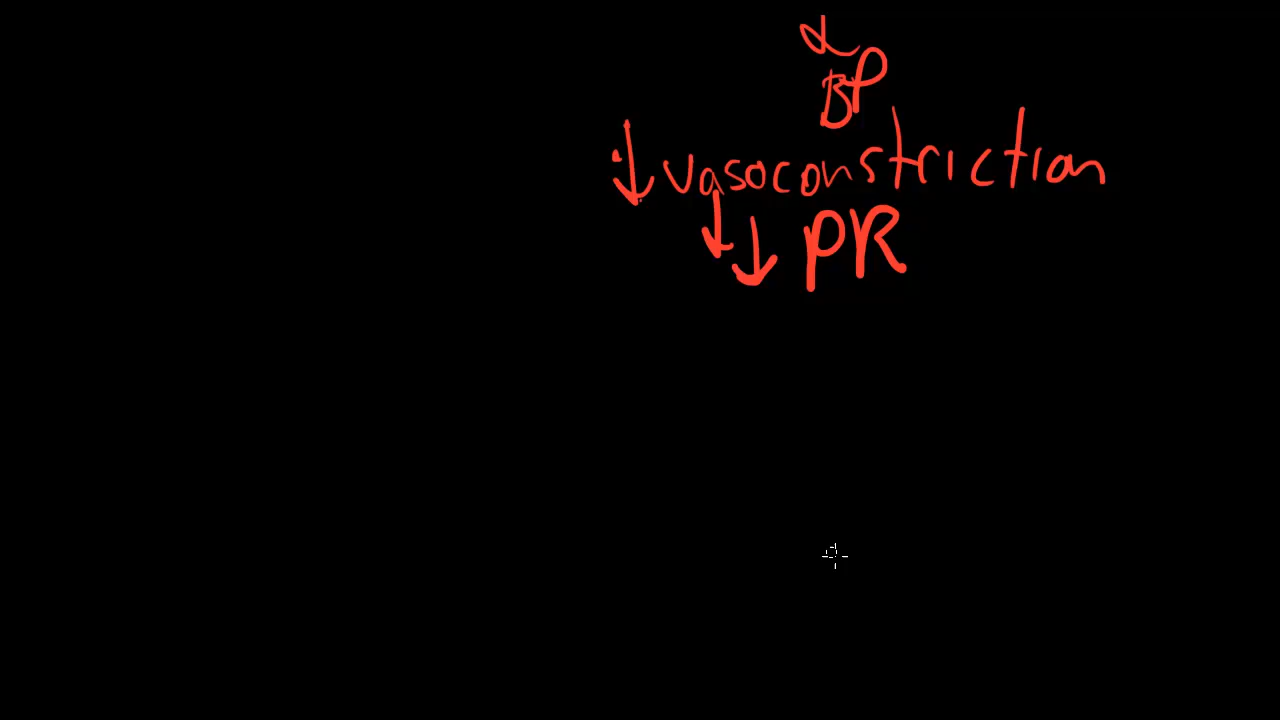 BP
↓ vasoconstriction
↓ ↓ PR